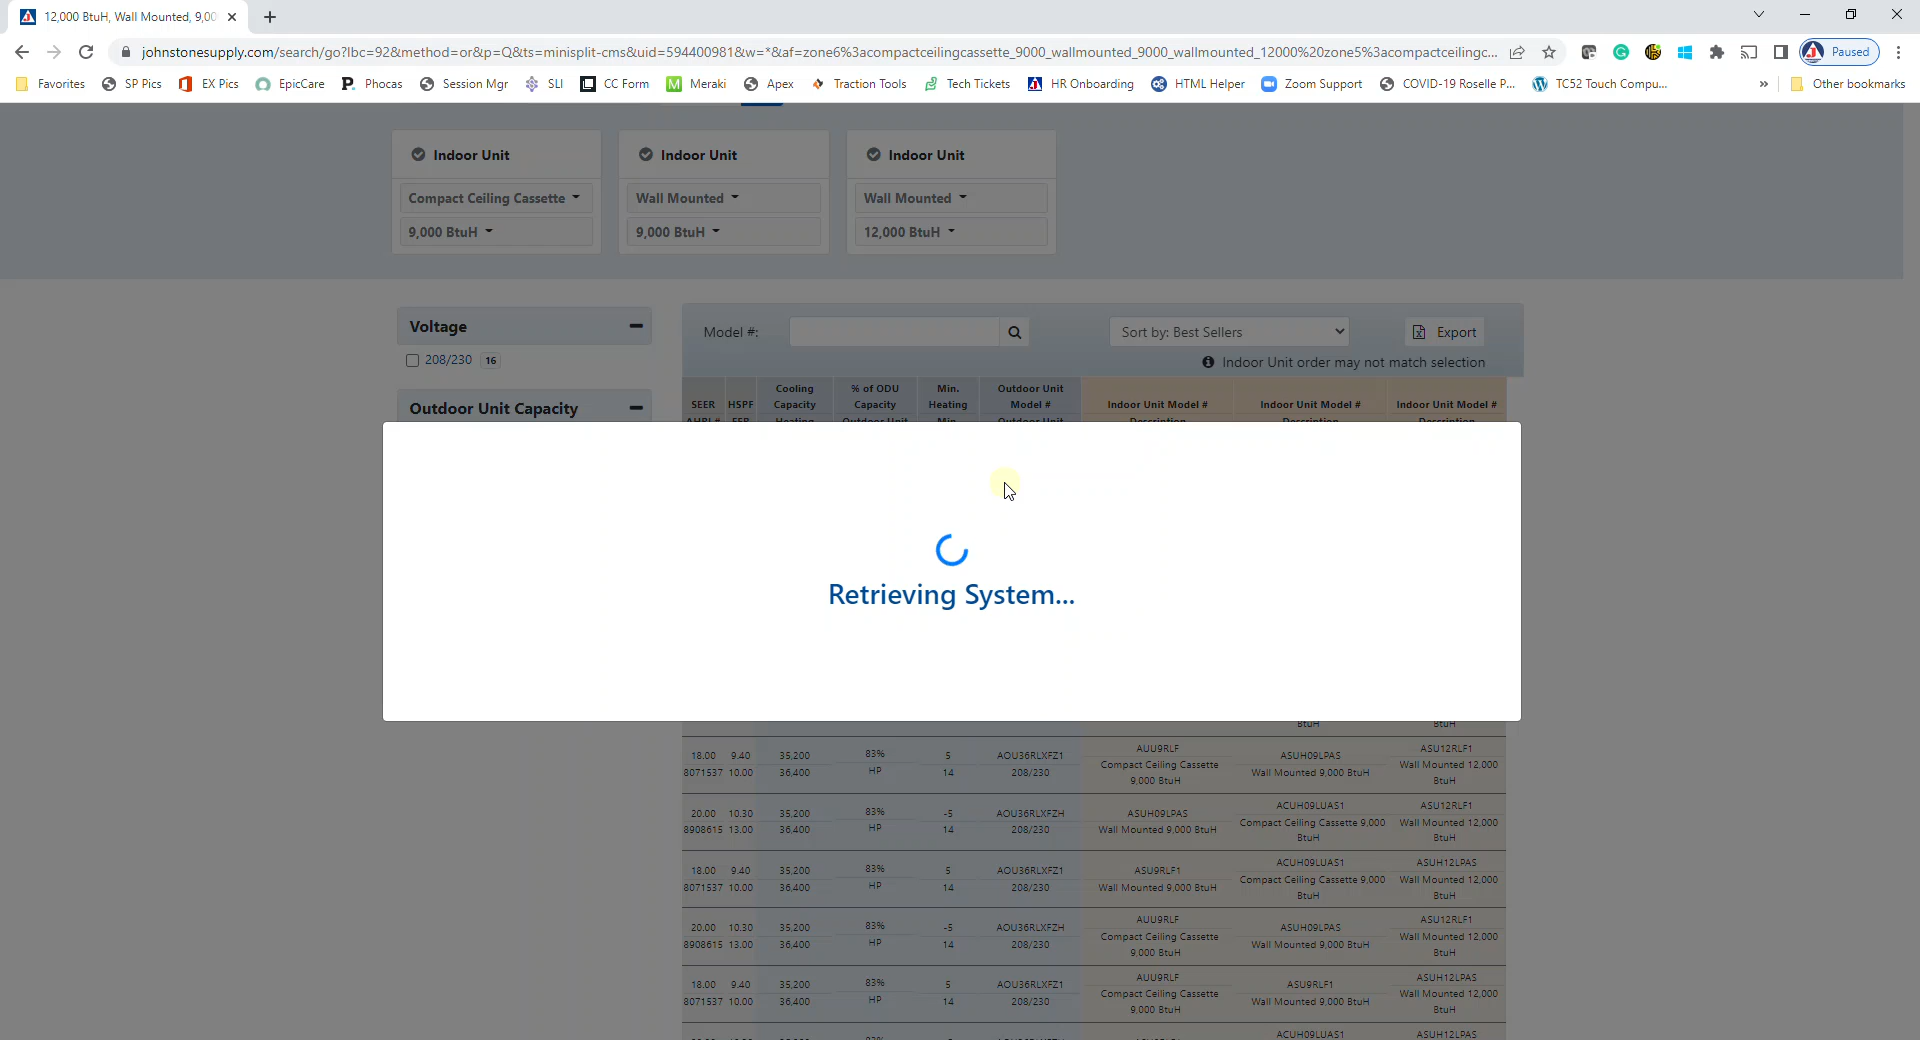 12,000 BtuH, Wall Mounted, 9,00
johnstonesupply.com/search/go?lbc=92&method=or&p=Q&ts=minisplit-cms&uid=594400981&w=*&af=zone6%3acompactceilingcassette_9000_wallmounted_9000_wallmounted_12000%20zone5%3acompactceilingc...
Paused
Favorites SP Pics EX Pics EpicCare Phocas Session Mgr SLI CC Form Meraki Apex Traction Tools Tech Tickets HR Onboarding HTML Helper Zoom Support COVID-19 Roselle P... TC52 Touch Compu... » Other bookmarks
Indoor Unit Indoor Unit Indoor Unit
Compact Ceiling Cassette Wall Mounted Wall Mounted
9,000 BtuH 9,000 BtuH 12,000 BtuH
Voltage
208/230 16
Outdoor Unit Capacity
Model #: Sort by: Best Sellers Export
Indoor Unit order may not match selection
Cooling % of ODU Min. Outdoor Unit
SEER HSPF Capacity Capacity Heating Model # Indoor Unit Model # Indoor Unit Model # Indoor Unit Model #
AHRI # EER Heating Outdoor Unit Min. Outdoor Unit Description Description Description
Retrieving System...
BtuH BtuH
18.00 9.40 35,200 83% 5 AOU36RLXFZ1 AUU9RLF ASUH09LPAS ASU12RLF1
8071537 10.00 36,400 HP 14 208/230 Compact Ceiling Cassette Wall Mounted 9,000 BtuH Wall Mounted 12,000
9,000 BtuH BtuH
20.00 10.30 35,200 83% -5 AOU36RLXFZH ASUH09LPAS ACUH09LUAS1 ASU12RLF1
8908615 13.00 36,400 HP 14 208/230 Wall Mounted 9,000 BtuH Compact Ceiling Cassette 9,000 Wall Mounted 12,000
BtuH BtuH
18.00 9.40 35,200 83% 5 AOU36RLXFZ1 ASU9RLF1 ACUH09LUAS1 ASUH12LPAS
8071537 10.00 36,400 HP 14 208/230 Wall Mounted 9,000 BtuH Compact Ceiling Cassette 9,000 Wall Mounted 12,000
BtuH BtuH
20.00 10.30 35,200 83% -5 AOU36RLXFZH AUU9RLF ASUH09LPAS ASU12RLF1
8908615 13.00 36,400 HP 14 208/230 Compact Ceiling Cassette Wall Mounted 9,000 BtuH Wall Mounted 12,000
9,000 BtuH BtuH
18.00 9.40 35,200 83% 5 AOU36RLXFZ1 AUU9RLF ASU9RLF1 ASUH12LPAS
8071537 10.00 36,400 HP 14 208/230 Compact Ceiling Cassette Wall Mounted 9,000 BtuH Wall Mounted 12,000
9,000 BtuH BtuH
ACUH09LUAS1 ASUH12LPAS